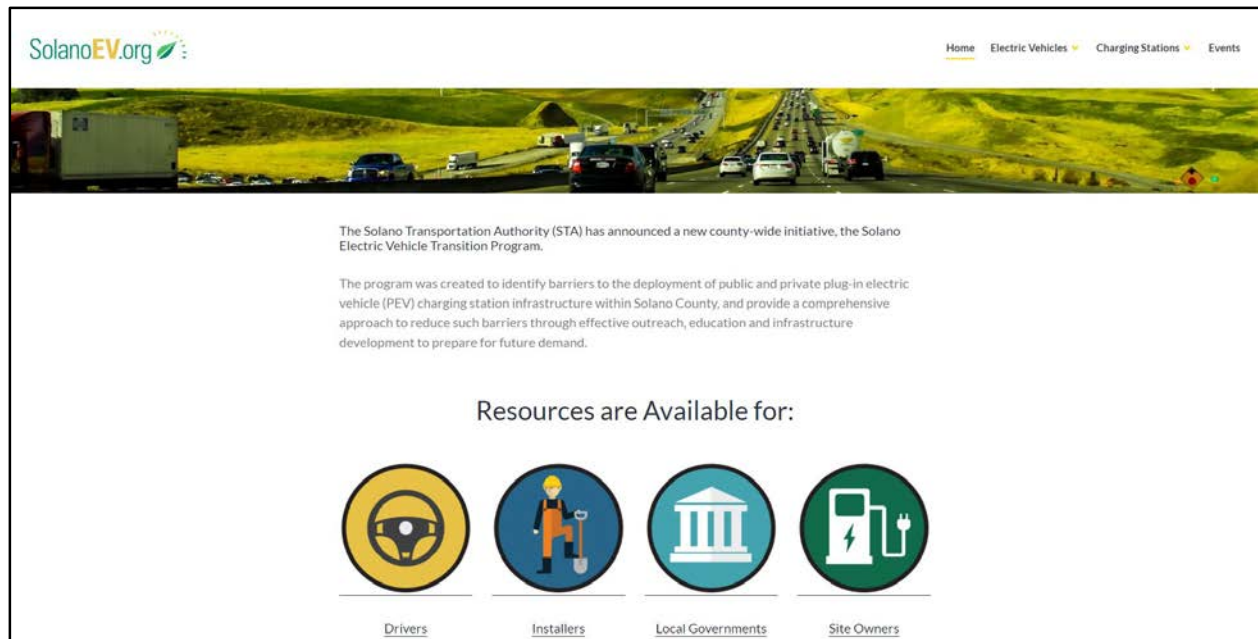 SolanoEV.org
Home Electric Vehicles Charging Stations Events
The Solano Transportation Authority (STA) has announced a new county-wide initiative, the Solano
Electric Vehicle Transition Program.
The program was created to identify barriers to the deployment of public and private plug-in electric
vehicle (PEV) charging station infrastructure within Solano County, and provide a comprehensive
approach to reduce such barriers through effective outreach, education and infrastructure
development to prepare for future demand.
Resources are Available for:
Drivers Installers Local Governments Site Owners